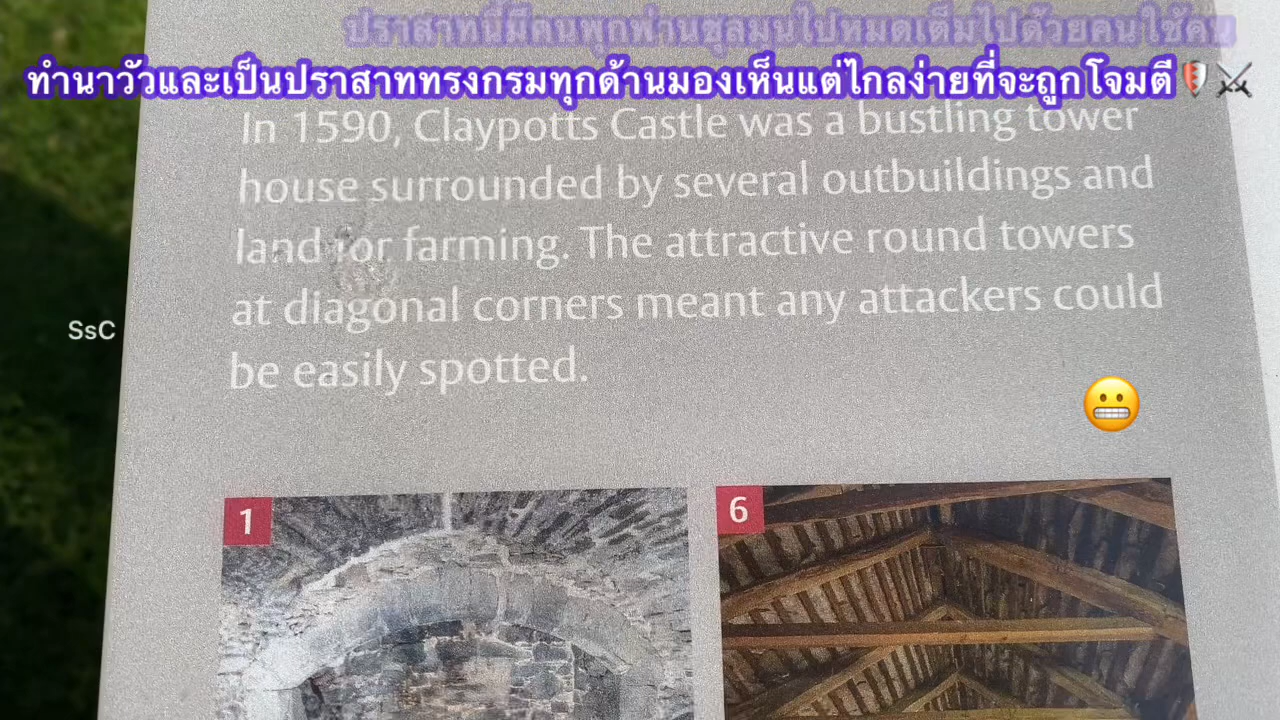 ปราสาทนี้มีคนพุกพ่านชุลมุนไปหมดเต็มไปด้วยคนใช้คน
ทำนาวัวและเป็นปราสาททรงกรมทุกด้านมองเห็นแต่ไกลง่ายที่จะถูกโจมตี🛡️⚔️
In 1590, Claypotts Castle was a bustling tower
house surrounded by several outbuildings and
land for farming. The attractive round towers
at diagonal corners meant any attackers could
SsC
be easily spotted.
😬
1
6